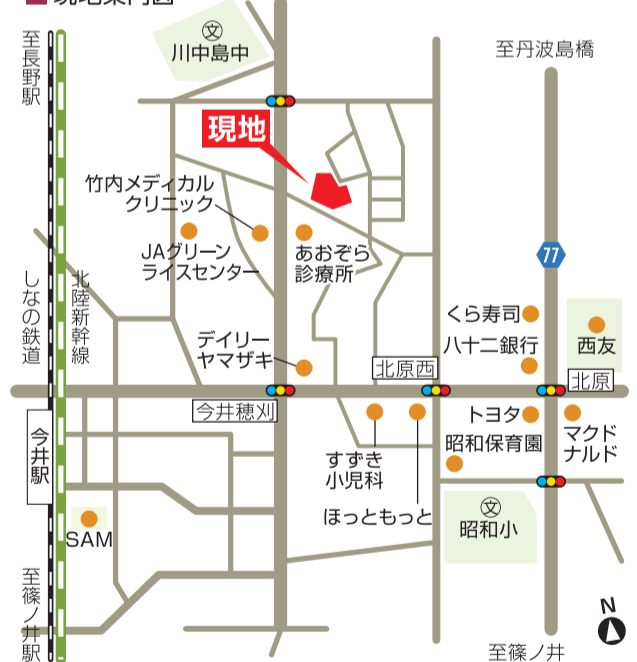 現地案内図
至長野駅
文
川中島中
至丹波島橋
現地
竹内メディカル
クリニック
JAグリーン
ライスセンター
あおぞら
診療所
77
しなの鉄道
北陸新幹線
くら寿司
八十二銀行
西友
デイリー
ヤマザキ
北原西
北原
今井穂刈
今井駅
トヨタ
マクド
ナルド
昭和保育園
すずき
小児科
ほっともっと
文
昭和小
SAM
至篠ノ井駅
N
至篠ノ井